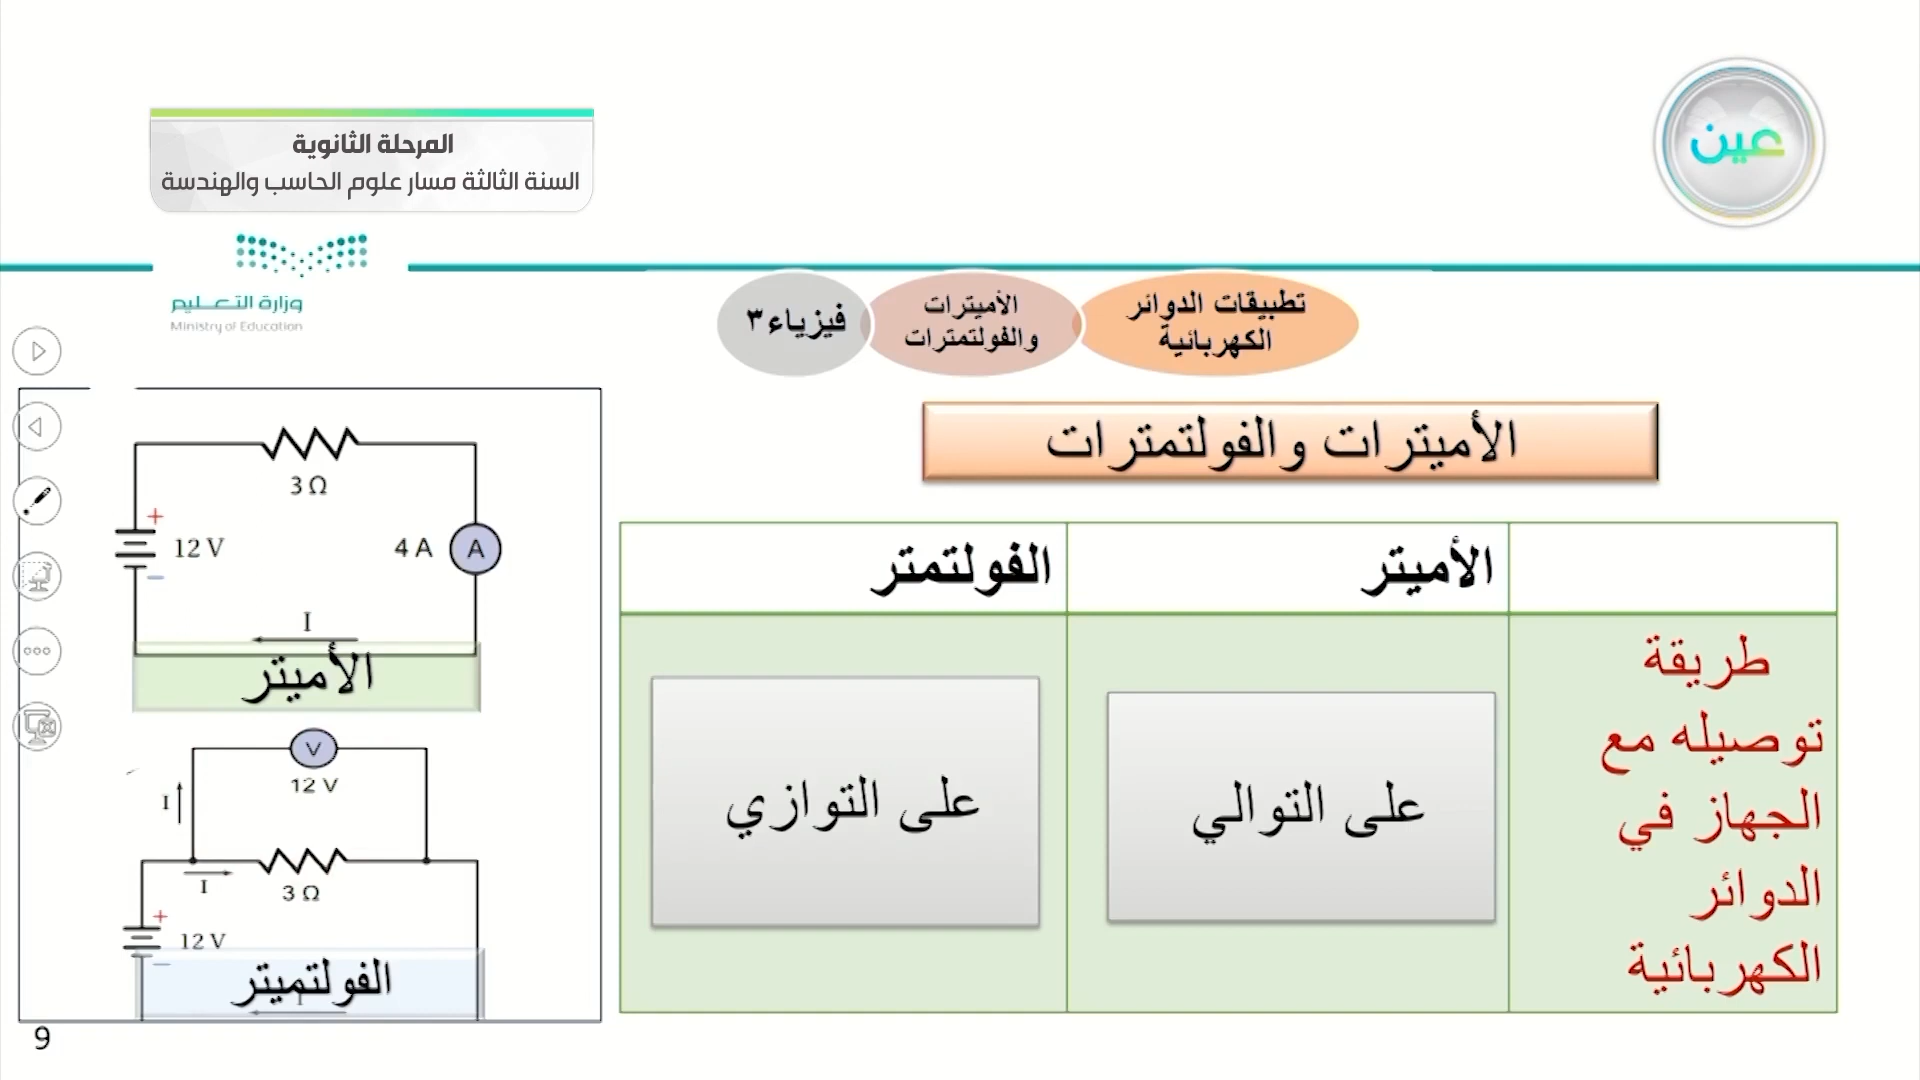 عين
المرحلة الثانوية
السنة الثالثة مسار علوم الحاسب والهندسة
وزارة التعليم
Ministry of Education
تطبيقات الدوائر
الكهربائية
الأميترات
والفولتمترات
فيزياء٣
الأميترات والفولتمترات
الأميتر
الفولتمتر
طريقة
توصيله مع
الجهاز في
الدوائر
الكهربائية
على التوالي
على التوازي
3 Ω
+
12 V
4 A
A
I
الأميتر
V
12 V
I
I
3 Ω
+
12 V
الفولتميتر
I
9